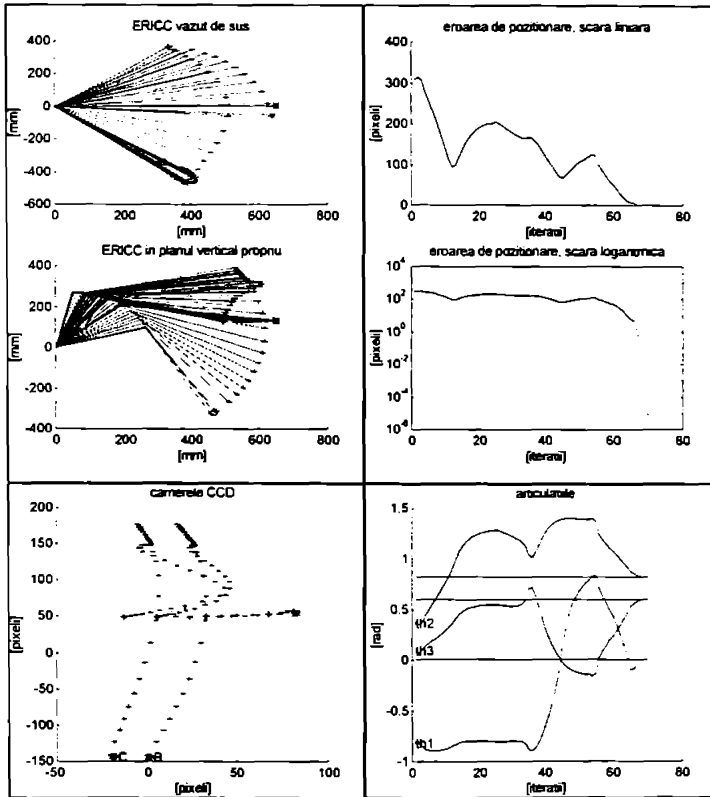 ERICC vazut de sus
400
200
0
-200
-400
-600
[mm]
0
200
400
600
800
[mm]
eroarea de pozitionare, scara liniara
400
300
200
100
0
[pixeli]
0
20
40
60
80
[iteratii]
ERICC in planul vertical propriu
400
200
0
-200
-400
[mm]
0
200
400
600
800
[mm]
eroarea de pozitionare, scara logaritmica
10^4
10^2
10^0
10^-2
10^-4
10^-6
[pixeli]
0
20
40
60
80
[iteratii]
camerele CCD
200
150
100
50
0
-50
-100
-150
[pixeli]
C
B
-50
0
50
100
[pixeli]
articulatiile
1.5
1
0.5
0
-0.5
-1
[rad]
th2
th3
th1
0
20
40
60
80
[iteratii]